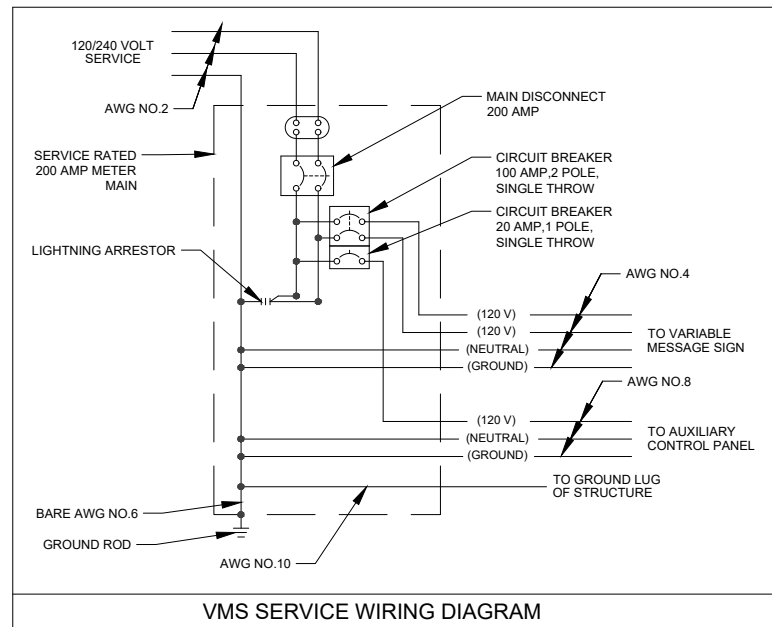 120/240 VOLT
SERVICE
AWG NO.2
MAIN DISCONNECT
200 AMP
SERVICE RATED
200 AMP METER
MAIN
CIRCUIT BREAKER
100 AMP,2 POLE,
SINGLE THROW
CIRCUIT BREAKER
20 AMP,1 POLE,
SINGLE THROW
LIGHTNING ARRESTOR
AWG NO.4
(120 V)
(120 V)
(NEUTRAL)
(GROUND)
TO VARIABLE
MESSAGE SIGN
AWG NO.8
(120 V)
(NEUTRAL)
(GROUND)
TO AUXILIARY
CONTROL PANEL
TO GROUND LUG
OF STRUCTURE
BARE AWG NO.6
GROUND ROD
AWG NO.10
VMS SERVICE WIRING DIAGRAM